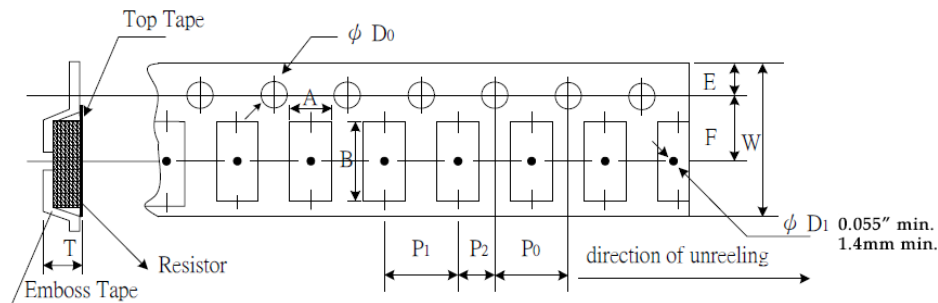 Top Tape
ϕ D0
A
E
B
F
W
ϕ D1 0.055" min.
1.4mm min.
T
P1
P2
P0
direction of unreeling
Resistor
Emboss Tape